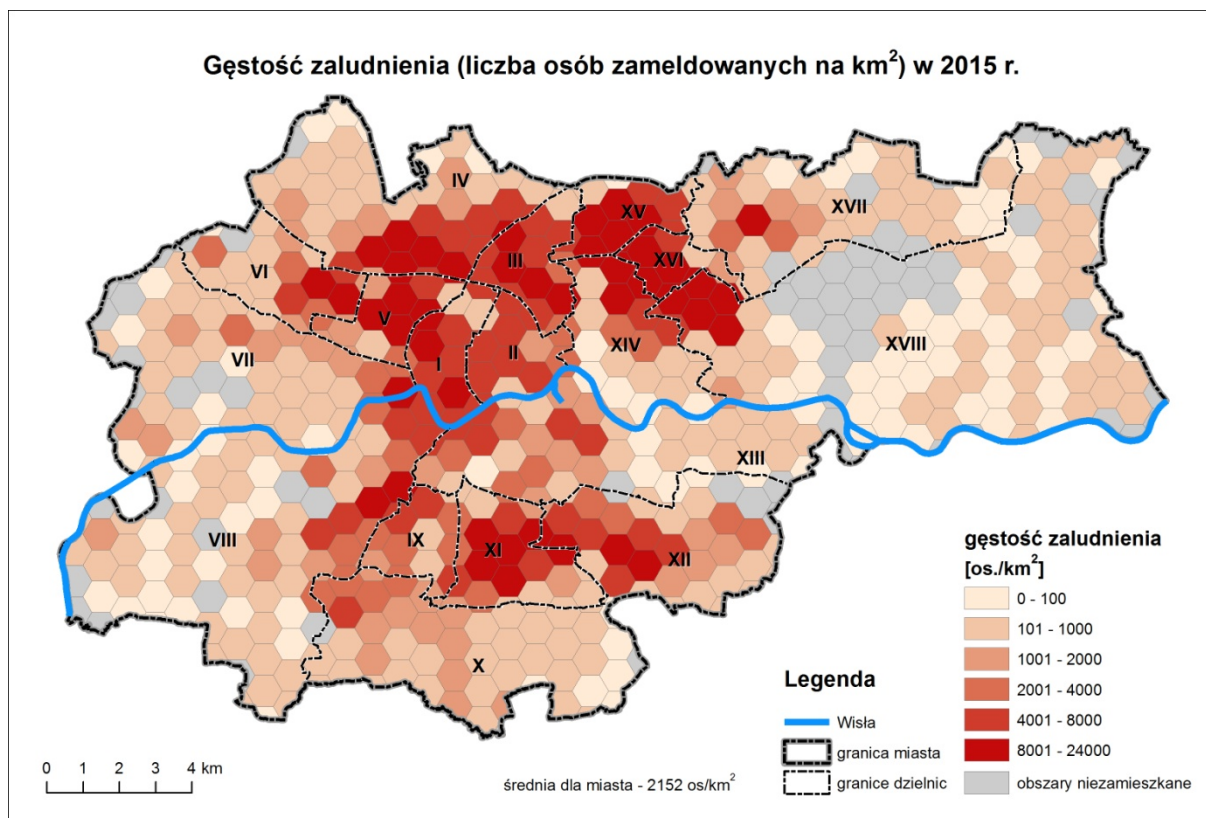 Gęstość zaludnienia (liczba osób zameldowanych na km²) w 2015 r.
IV
XV
XVII
III
XVI
VI
V
VII
I
II
XIV
XVIII
XIII
VIII
IX
XI
XII
X
gęstość zaludnienia
[os./km²]
0 - 100
101 - 1000
1001 - 2000
2001 - 4000
4001 - 8000
8001 - 24000
obszary niezamieszkane
Legenda
Wisła
granica miasta
granice dzielnic
0 1 2 4 km
średnia dla miasta - 2152 os/km²